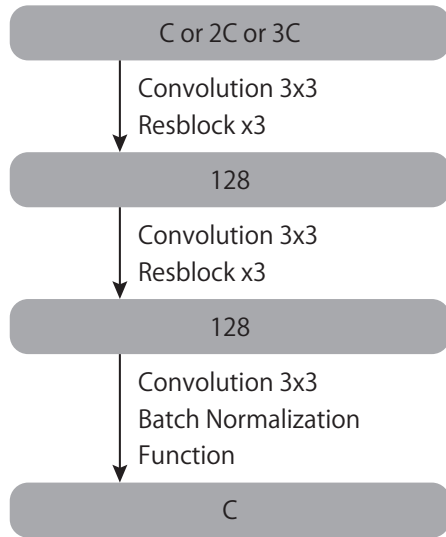 C or 2C or 3C
Convolution 3x3
Resblock x3
128
Convolution 3x3
Resblock x3
128
Convolution 3x3
Batch Normalization
Function
C